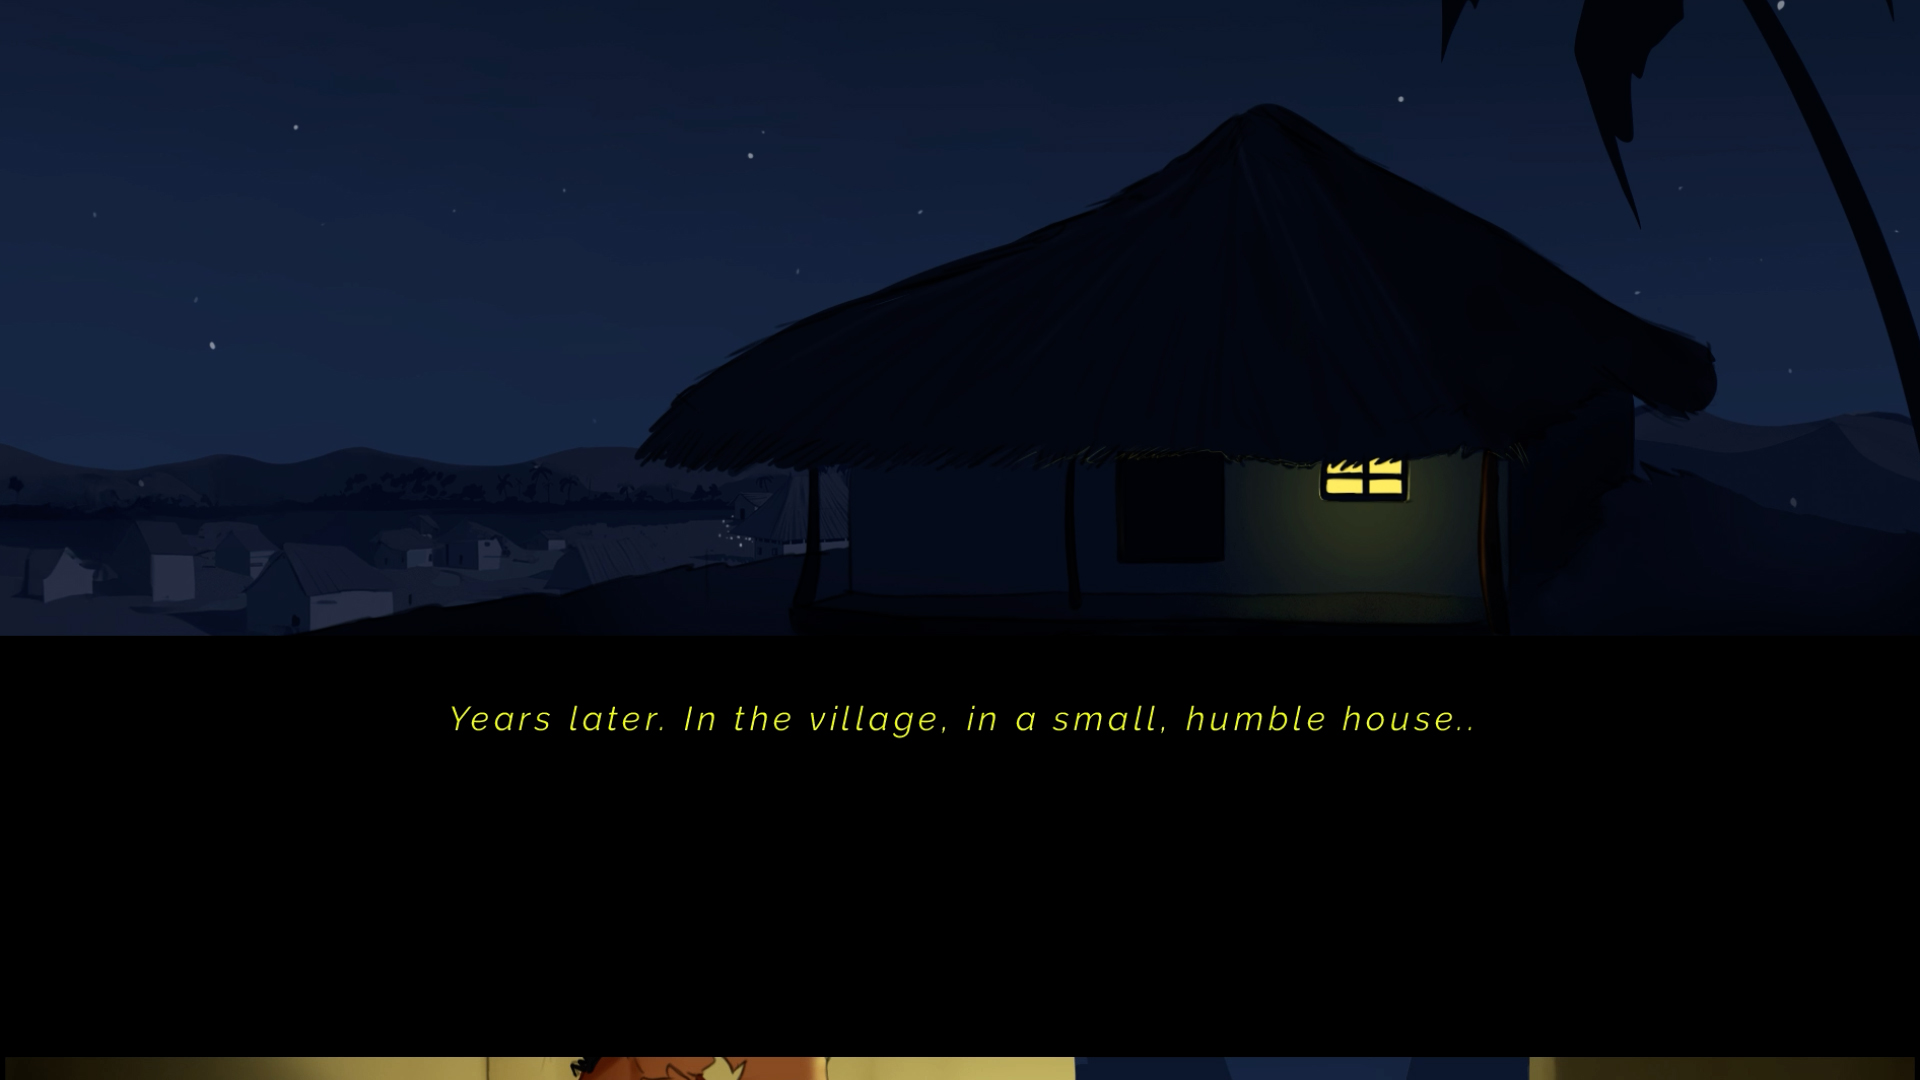 Years later. In the village, in a small, humble house..